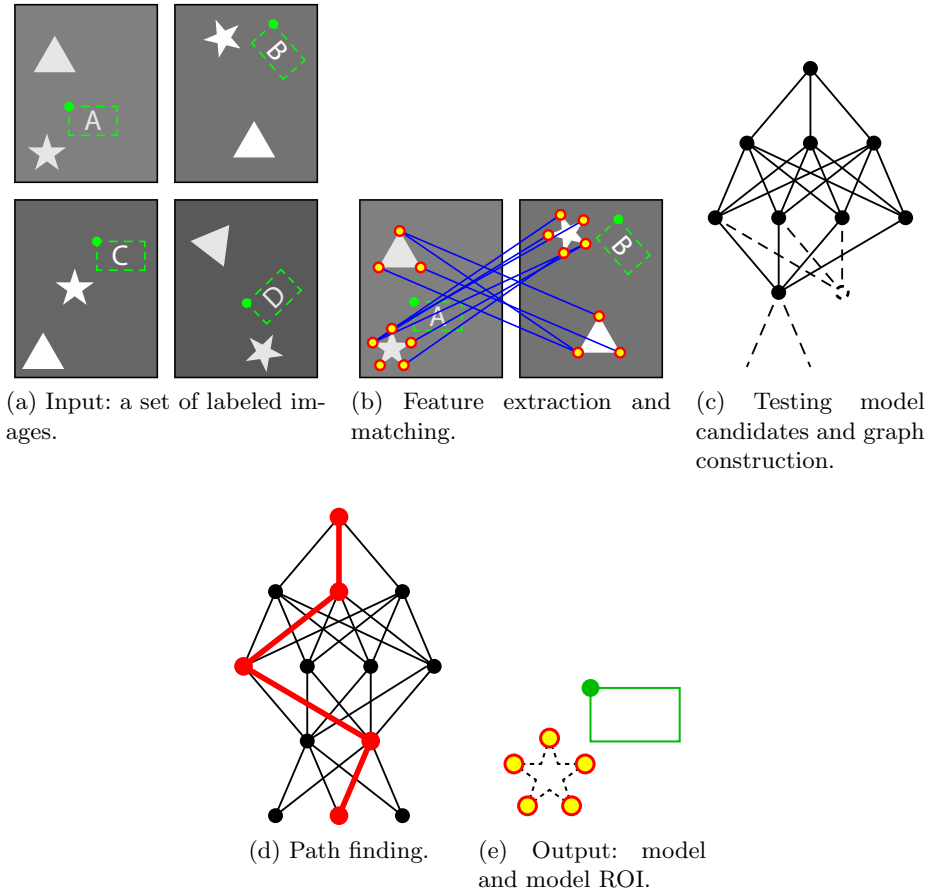 A
B
C
D
A
B
(a) Input: a set of labeled im-
ages.
(b) Feature extraction and
matching.
(c) Testing model
candidates and graph
construction.
(d) Path finding.
(e) Output: model
and model ROI.